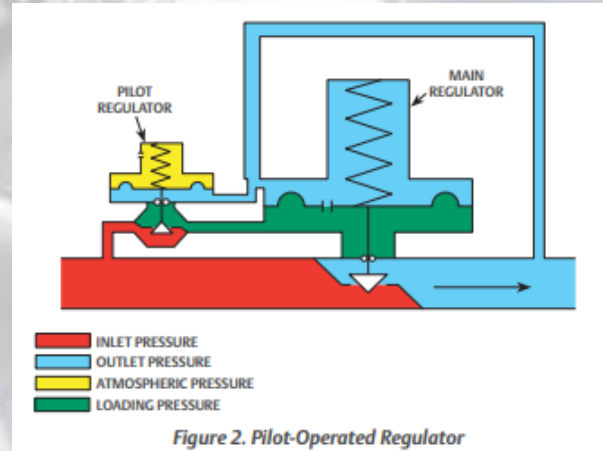 PILOT
REGULATOR
MAIN
REGULATOR
INLET PRESSURE
OUTLET PRESSURE
ATMOSPHERIC PRESSURE
LOADING PRESSURE
Figure 2. Pilot-Operated Regulator